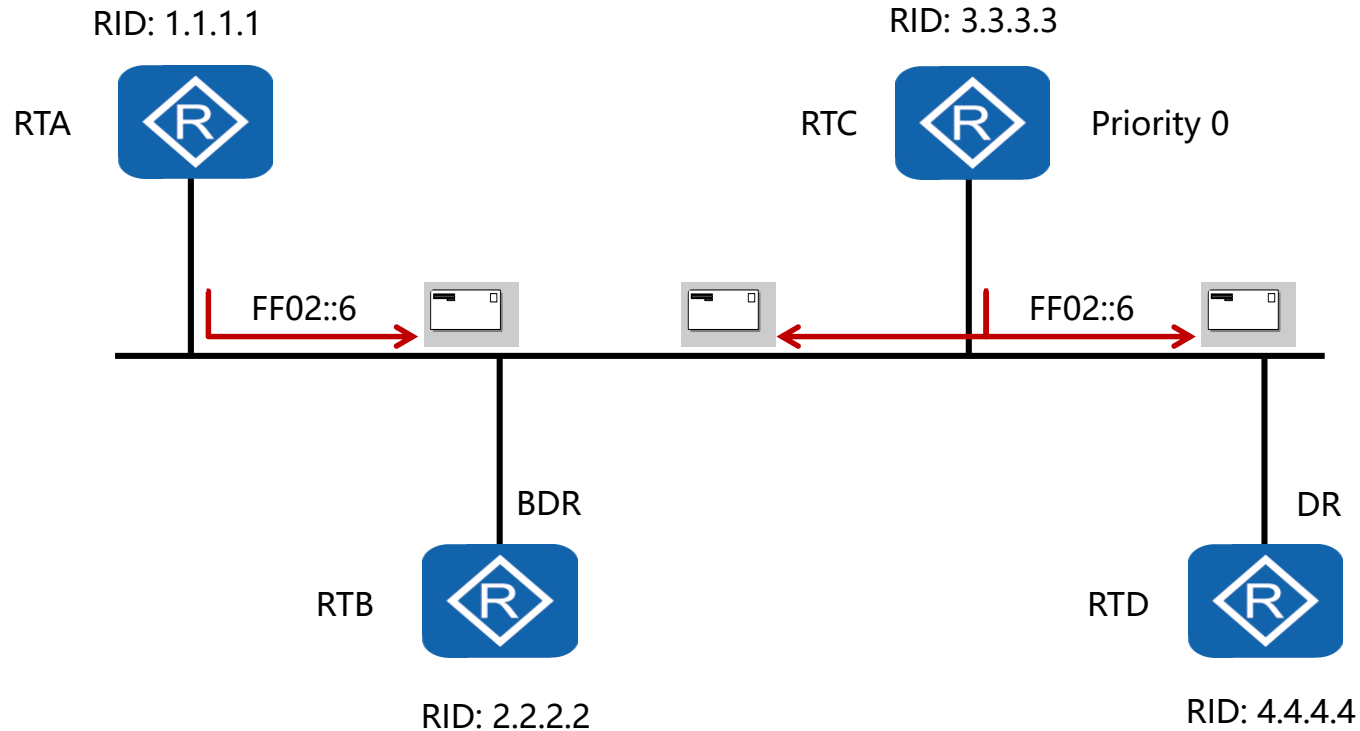 RID: 1.1.1.1
RID: 3.3.3.3
RTA
R
RTC
R
Priority 0
FF02::6
FF02::6
BDR
DR
RTB
R
RTD
R
RID: 2.2.2.2
RID: 4.4.4.4